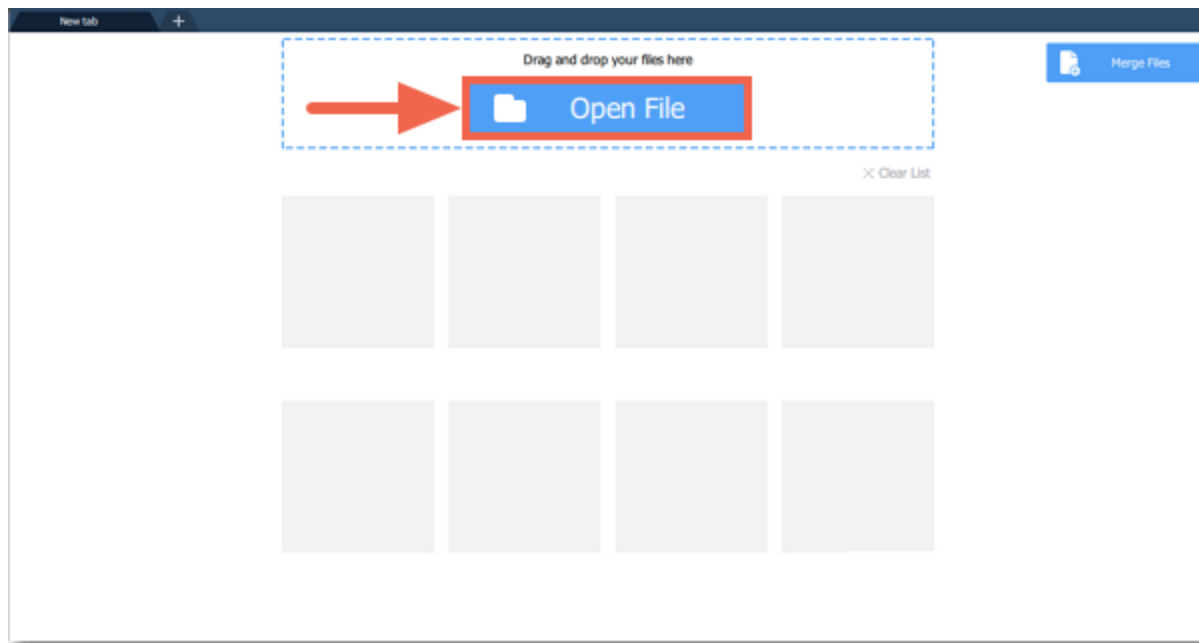 New tab
Drag and drop your files here
Open File
Merge Files
Clear List